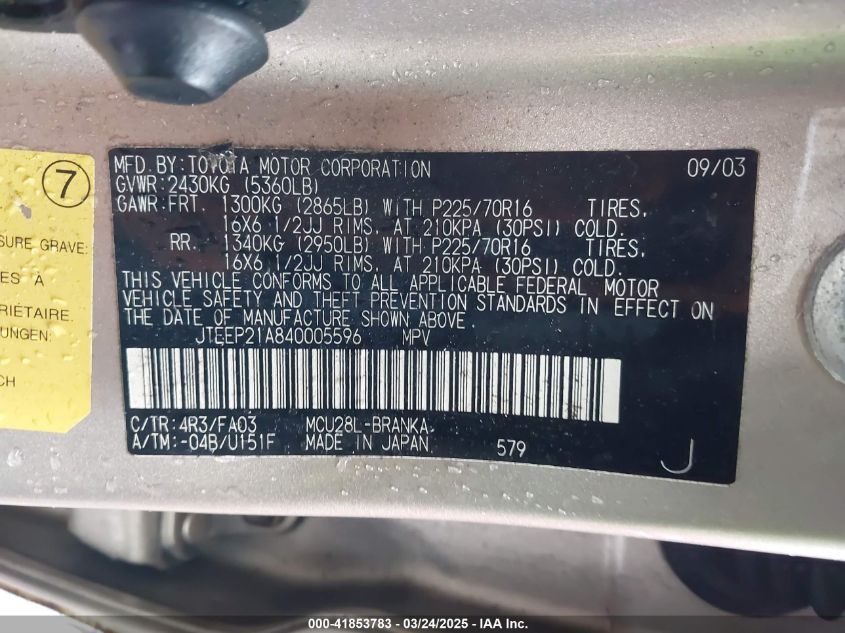 7
SURE GRAVE:
ES À
PRIÉTAIRE.
UNGEN:
CH
MFD.BY:TOYOTA MOTOR CORPORATION 09/03
GVWR:2430KG (5360LB)
GAWR:FRT. 1300KG (2865LB) WITH P225/70R16 TIRES,
16X6 1/2JJ RIMS, AT 210KPA (30PSI) COLD.
RR. 1340KG (2950LB) WITH P225/70R16 TIRES,
16X6 1/2JJ RIMS, AT 210KPA (30PSI) COLD.
THIS VEHICLE CONFORMS TO ALL APPLICABLE FEDERAL MOTOR
VEHICLE SAFETY AND THEFT PREVENTION STANDARDS IN EFFECT ON
THE DATE OF MANUFACTURE SHOWN ABOVE.
JTEEP21A840005596 MPV
C/TR:4R3/FA03 MCU28L-BRANKA
A/TM:-04B/U151F MADE IN JAPAN 579 J
000-41853783 - 03/24/2025 - IAA Inc.